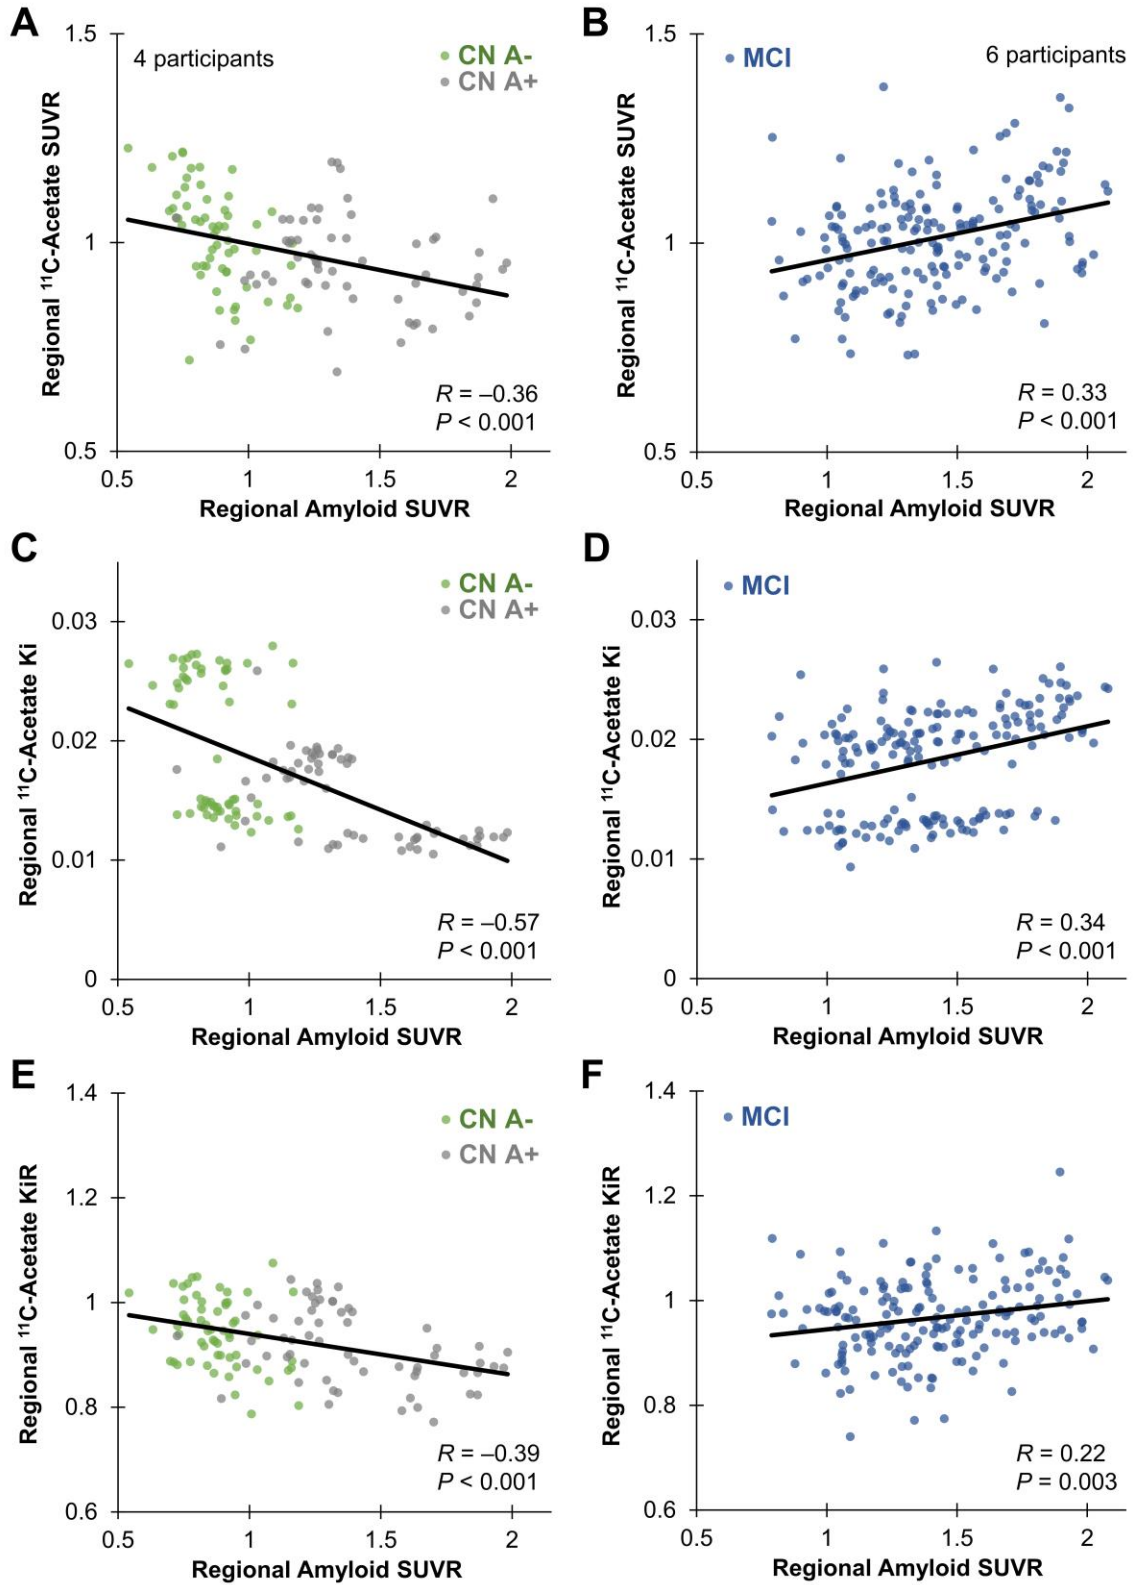 A
1.5
4 participants
CN A-
CN A+
Regional ¹¹C-Acetate SUVR
1
R = –0.36
P < 0.001
0.5
0.5 1 1.5 2
Regional Amyloid SUVR
B
1.5
MCI
6 participants
Regional ¹¹C-Acetate SUVR
1
R = 0.33
P < 0.001
0.5
0.5 1 1.5 2
Regional Amyloid SUVR
C
CN A-
CN A+
0.03
Regional ¹¹C-Acetate Ki
0.02
0.01
R = –0.57
P < 0.001
0
0.5 1 1.5 2
Regional Amyloid SUVR
D
MCI
0.03
Regional ¹¹C-Acetate Ki
0.02
0.01
R = 0.34
P < 0.001
0
0.5 1 1.5 2
Regional Amyloid SUVR
E
1.4
CN A-
CN A+
1.2
Regional ¹¹C-Acetate KiR
1
0.8
R = –0.39
P < 0.001
0.6
0.5 1 1.5 2
Regional Amyloid SUVR
F
1.4
MCI
1.2
Regional ¹¹C-Acetate KiR
1
0.8
R = 0.22
P = 0.003
0.6
0.5 1 1.5 2
Regional Amyloid SUVR